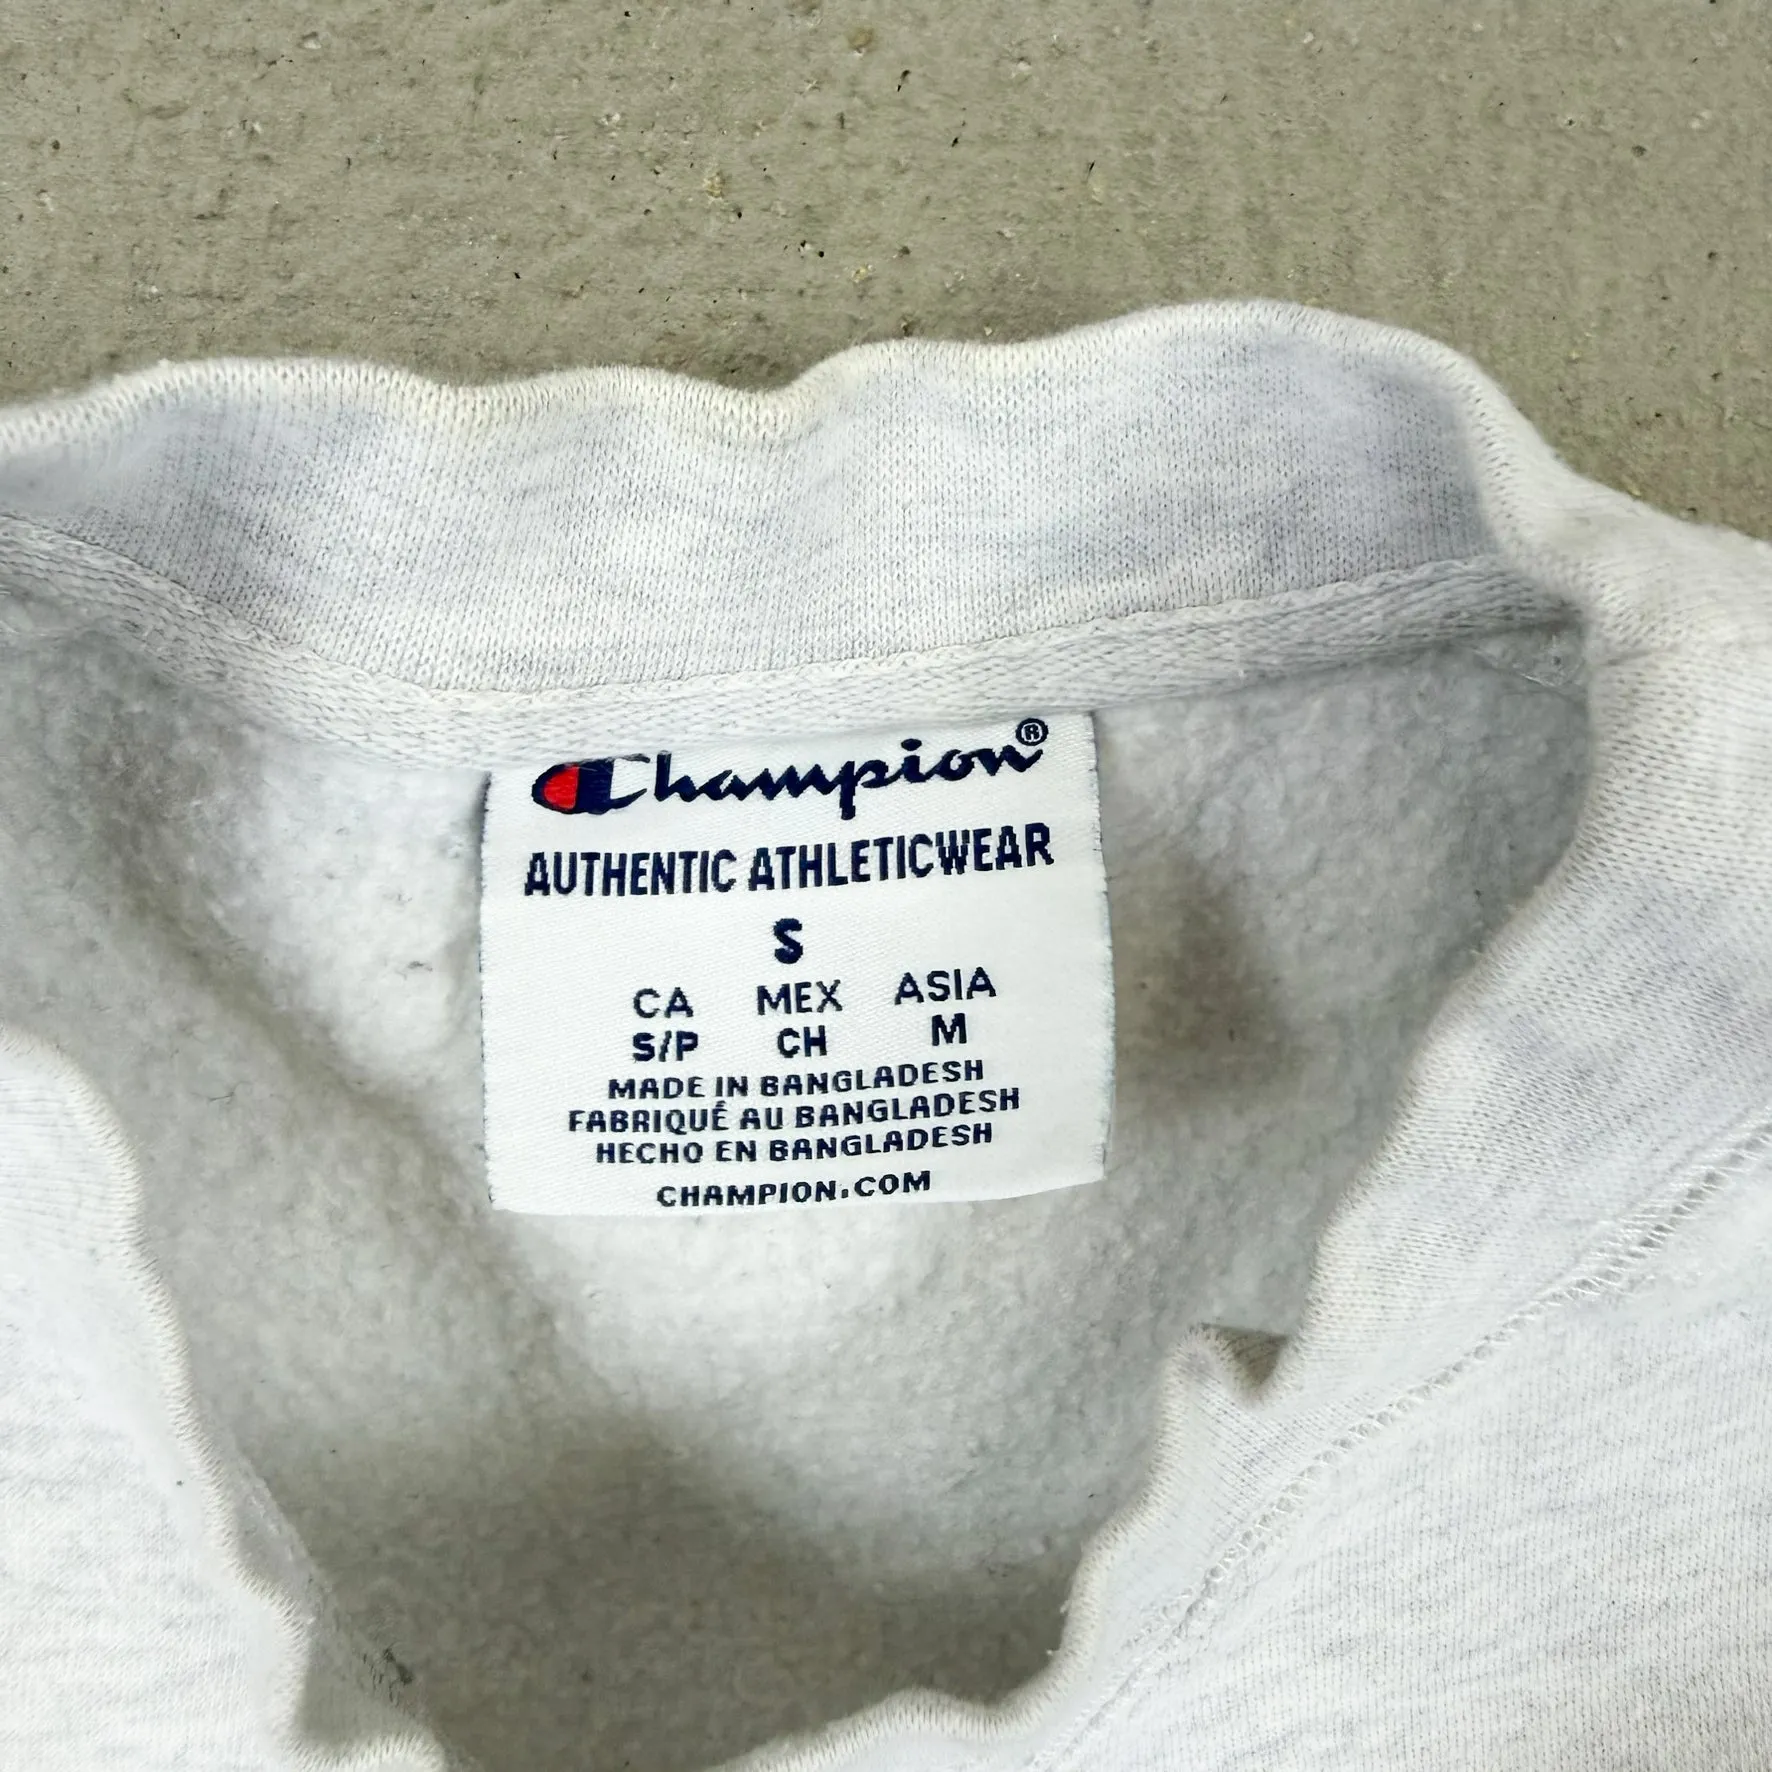 Champion®
AUTHENTIC ATHLETICWEAR
S
CA MEX ASIA
S/P CH M
MADE IN BANGLADESH
FABRIQUÉ AU BANGLADESH
HECHO EN BANGLADESH
CHAMPION.COM